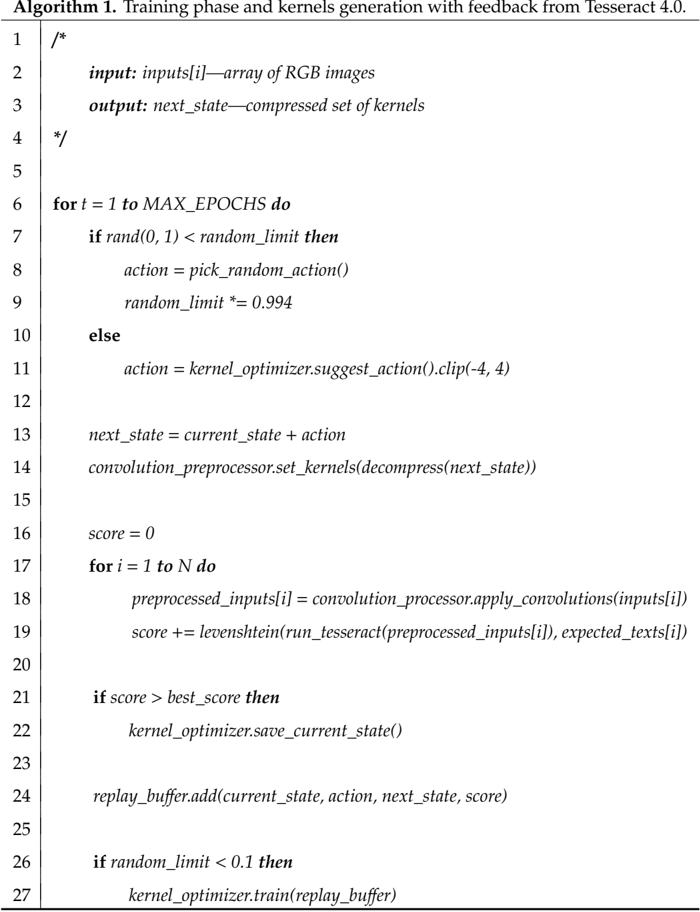 Algorithm 1. Training phase and kernels generation with feedback from Tesseract 4.0.
1 /*
2 input: inputs[i]—array of RGB images
3 output: next_state—compressed set of kernels
4 */
5
6 for t = 1 to MAX_EPOCHS do
7 if rand(0, 1) < random_limit then
8 action = pick_random_action()
9 random_limit *= 0.994
10 else
11 action = kernel_optimizer.suggest_action().clip(-4, 4)
12
13 next_state = current_state + action
14 convolution_preprocessor.set_kernels(decompress(next_state))
15
16 score = 0
17 for i = 1 to N do
18 preprocessed_inputs[i] = convolution_processor.apply_convolutions(inputs[i])
19 score += levenshtein(run_tesseract(preprocessed_inputs[i]), expected_texts[i])
20
21 if score > best_score then
22 kernel_optimizer.save_current_state()
23
24 replay_buffer.add(current_state, action, next_state, score)
25
26 if random_limit < 0.1 then
27 kernel_optimizer.train(replay_buffer)